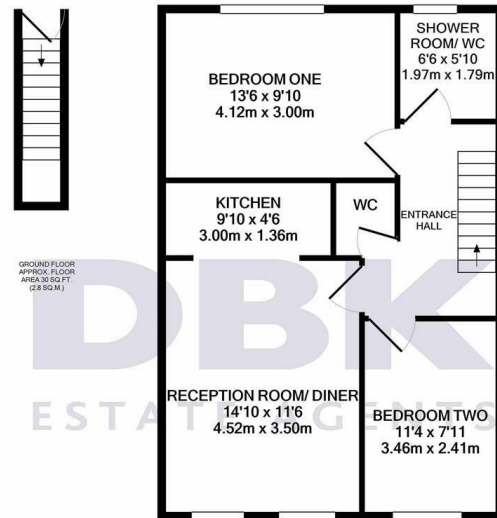 BEDROOM ONE
13'6 x 9'10
4.12m x 3.00m
SHOWER
ROOM/ WC
6'6 x 5'10
1.97m x 1.79m
KITCHEN
9'10 x 4'6
3.00m x 1.36m
WC
ENTRANCE
HALL
GROUND FLOOR
APPROX. FLOOR
AREA 30 SQ.FT.
(2.8 SQ.M.)
DBK
ESTATE AGENTS
RECEPTION ROOM/ DINER
14'10 x 11'6
4.52m x 3.50m
BEDROOM TWO
11'4 x 7'11
3.46m x 2.41m